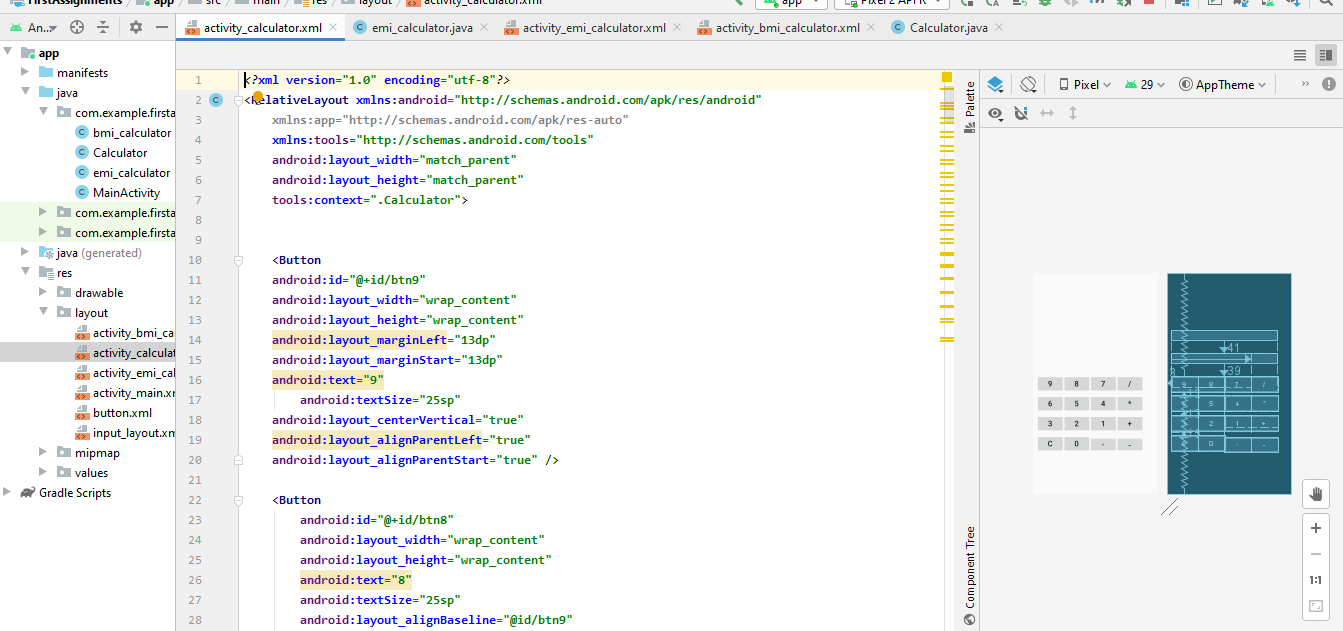 FirstAssignments app src main res layout activity_calculator.xml
app Pixel 2 API R
An...
activity_calculator.xml emi_calculator.java activity_emi_calculator.xml activity_bmi_calculator.xml Calculator.java
app
manifests
java
com.example.firsta
bmi_calculator
Calculator
emi_calculator
MainActivity
com.example.firsta
com.example.firsta
java (generated)
res
drawable
layout
activity_bmi_ca
activity_calculat
activity_emi_cal
activity_main.xm
button.xml
input_layout.xm
mipmap
values
Gradle Scripts
1 <?xml version="1.0" encoding="utf-8"?>
2 <RelativeLayout xmlns:android="http://schemas.android.com/apk/res/android"
3 xmlns:app="http://schemas.android.com/apk/res-auto"
4 xmlns:tools="http://schemas.android.com/tools"
5 android:layout_width="match_parent"
6 android:layout_height="match_parent"
7 tools:context=".Calculator">
8
9
10 <Button
11 android:id="@+id/btn9"
12 android:layout_width="wrap_content"
13 android:layout_height="wrap_content"
14 android:layout_marginLeft="13dp"
15 android:layout_marginStart="13dp"
16 android:text="9"
17 android:textSize="25sp"
18 android:layout_centerVertical="true"
19 android:layout_alignParentLeft="true"
20 android:layout_alignParentStart="true" />
21
22 <Button
23 android:id="@+id/btn8"
24 android:layout_width="wrap_content"
25 android:layout_height="wrap_content"
26 android:text="8"
27 android:textSize="25sp"
28 android:layout_alignBaseline="@id/btn9"
Palette
Component Tree
Pixel 29 AppTheme
9 8 7 /
6 5 4 *
3 2 1 +
C 0 . -
41
39
1:1